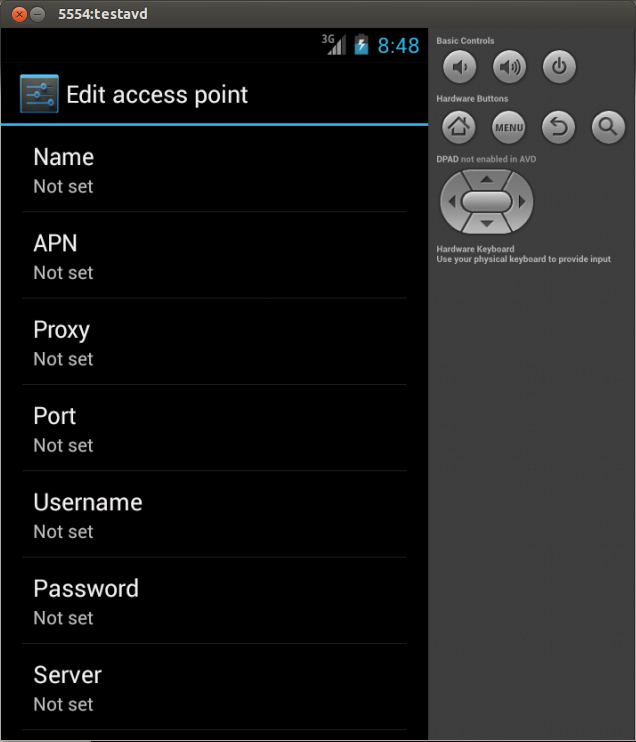 5554:testavd
3G 8:48
Edit access point
Name
Not set
APN
Not set
Proxy
Not set
Port
Not set
Username
Not set
Password
Not set
Server
Not set
Basic Controls
Hardware Buttons
MENU
DPAD not enabled in AVD
Hardware Keyboard
Use your physical keyboard to provide input